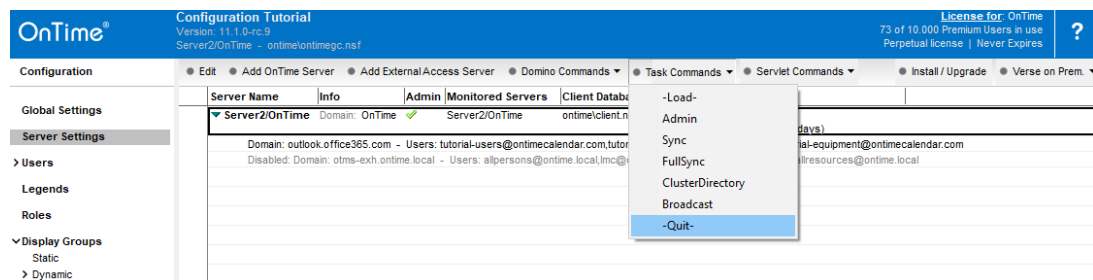 OnTime®
Configuration Tutorial
Version: 11.1.0-rc.9
Server2/OnTime - ontime\ontimegc.nsf
License for: OnTime
73 of 10.000 Premium Users in use
Perpetual license | Never Expires
?
Configuration
Edit Add OnTime Server Add External Access Server Domino Commands Task Commands Servlet Commands Install / Upgrade Verse on Prem.
Global Settings
Server Settings
Users
Legends
Roles
Display Groups
Static
Dynamic
Server Name Info Admin Monitored Servers Client Databa
Server2/OnTime Domain: OnTime Server2/OnTime ontime\client.n
days)
Domain: outlook.office365.com - Users: tutorial-users@ontimecalendar.com,tutor ial-equipment@ontimecalendar.com
Disabled: Domain: otms-exh.ontime.local - Users: allpersons@ontime.local,lmc@ llresources@ontime.local
-Load-
Admin
Sync
FullSync
ClusterDirectory
Broadcast
-Quit-